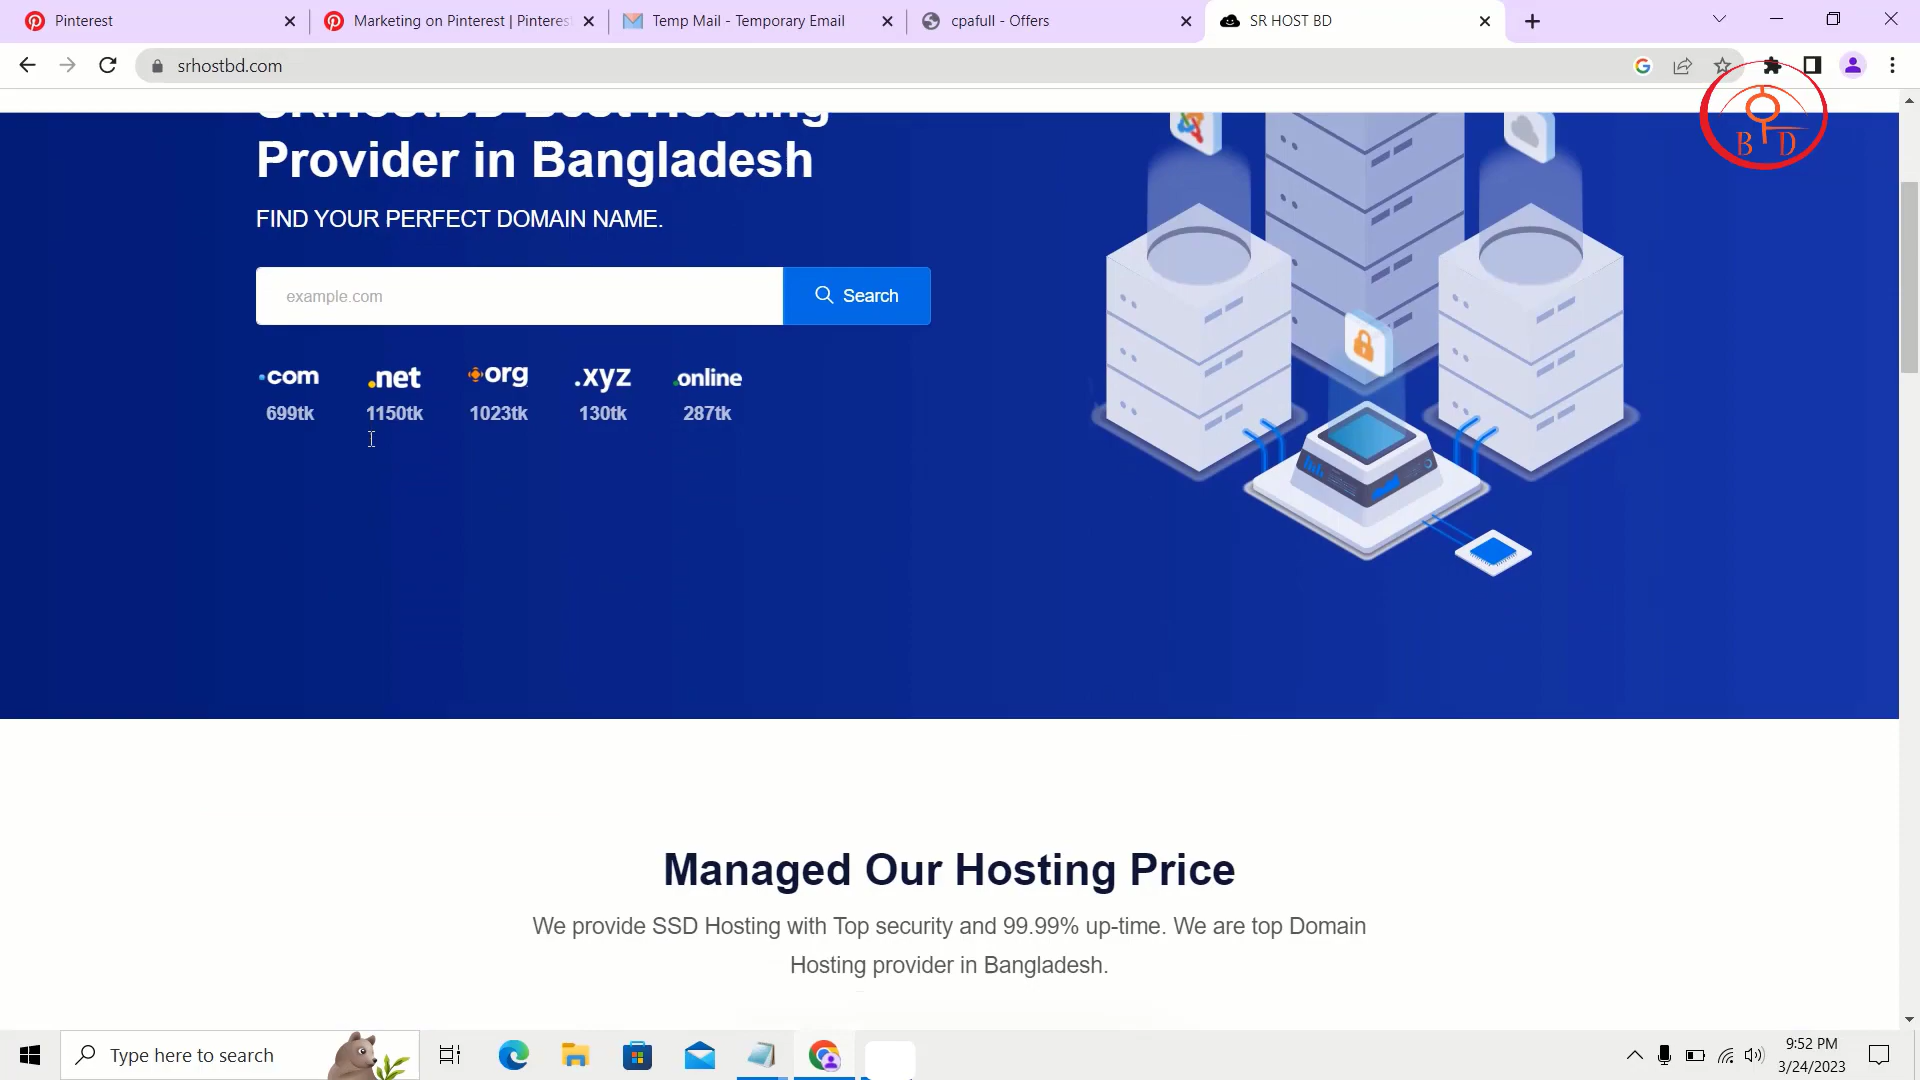 Pinterest
Marketing on Pinterest | Pinteres
Temp Mail - Temporary Email
cpafull - Offers
SR HOST BD
srhostbd.com
B D
SRHostBD Best Hosting
Provider in Bangladesh
FIND YOUR PERFECT DOMAIN NAME.
example.com
Search
.com .net .org .xyz .online
699tk 1150tk 1023tk 130tk 287tk
Managed Our Hosting Price
We provide SSD Hosting with Top security and 99.99% up-time. We are top Domain
Hosting provider in Bangladesh.
Type here to search
9:52 PM
3/24/2023